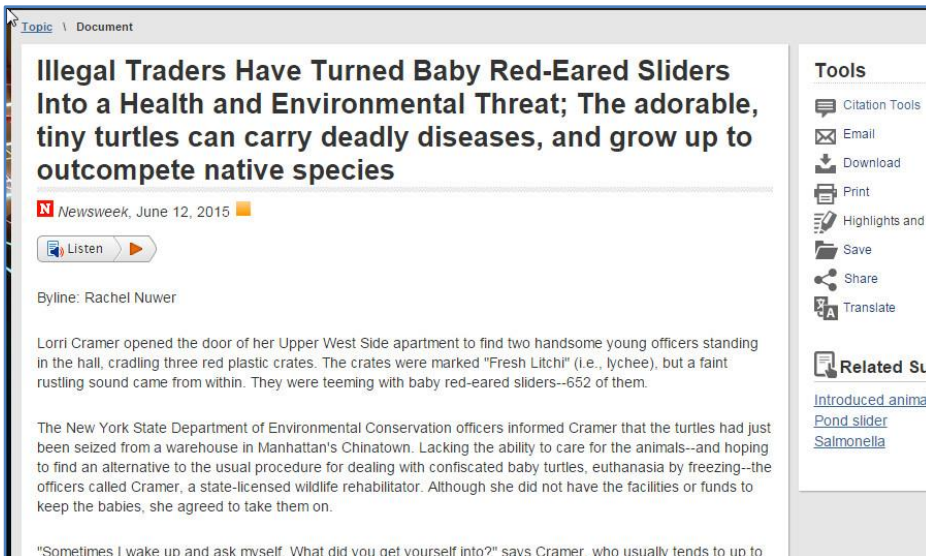 Topic \ Document
Illegal Traders Have Turned Baby Red-Eared Sliders
Into a Health and Environmental Threat; The adorable,
tiny turtles can carry deadly diseases, and grow up to
outcompete native species
N Newsweek, June 12, 2015
Listen
Byline: Rachel Nuwer
Lorri Cramer opened the door of her Upper West Side apartment to find two handsome young officers standing
in the hall, cradling three red plastic crates. The crates were marked "Fresh Litchi" (i.e., lychee), but a faint
rustling sound came from within. They were teeming with baby red-eared sliders--652 of them.
The New York State Department of Environmental Conservation officers informed Cramer that the turtles had just
been seized from a warehouse in Manhattan's Chinatown. Lacking the ability to care for the animals--and hoping
to find an alternative to the usual procedure for dealing with confiscated baby turtles, euthanasia by freezing--the
officers called Cramer, a state-licensed wildlife rehabilitator. Although she did not have the facilities or funds to
keep the babies, she agreed to take them on.
"Sometimes I wake up and ask myself, What did you get yourself into?" says Cramer, who usually tends to up to
Tools
Citation Tools
Email
Download
Print
Highlights and
Save
Share
Translate
Related Su
Introduced anima
Pond slider
Salmonella